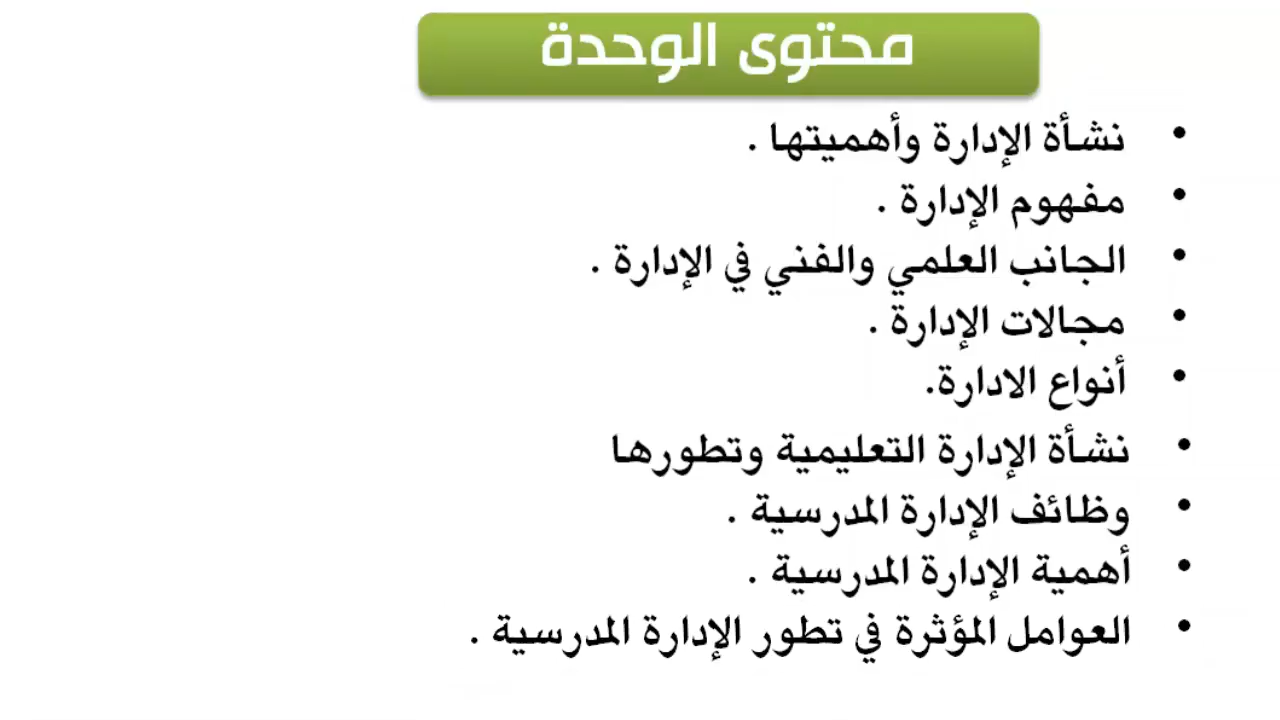 محتوى الوحدة
• نشأة الإدارة وأهميتها .
• مفهوم الإدارة .
• الجانب العلمي والفني في الإدارة .
• مجالات الإدارة .
• أنواع الادارة.
• نشأة الإدارة التعليمية وتطورها
• وظائف الإدارة المدرسية .
• أهمية الإدارة المدرسية .
• العوامل المؤثرة في تطور الإدارة المدرسية .